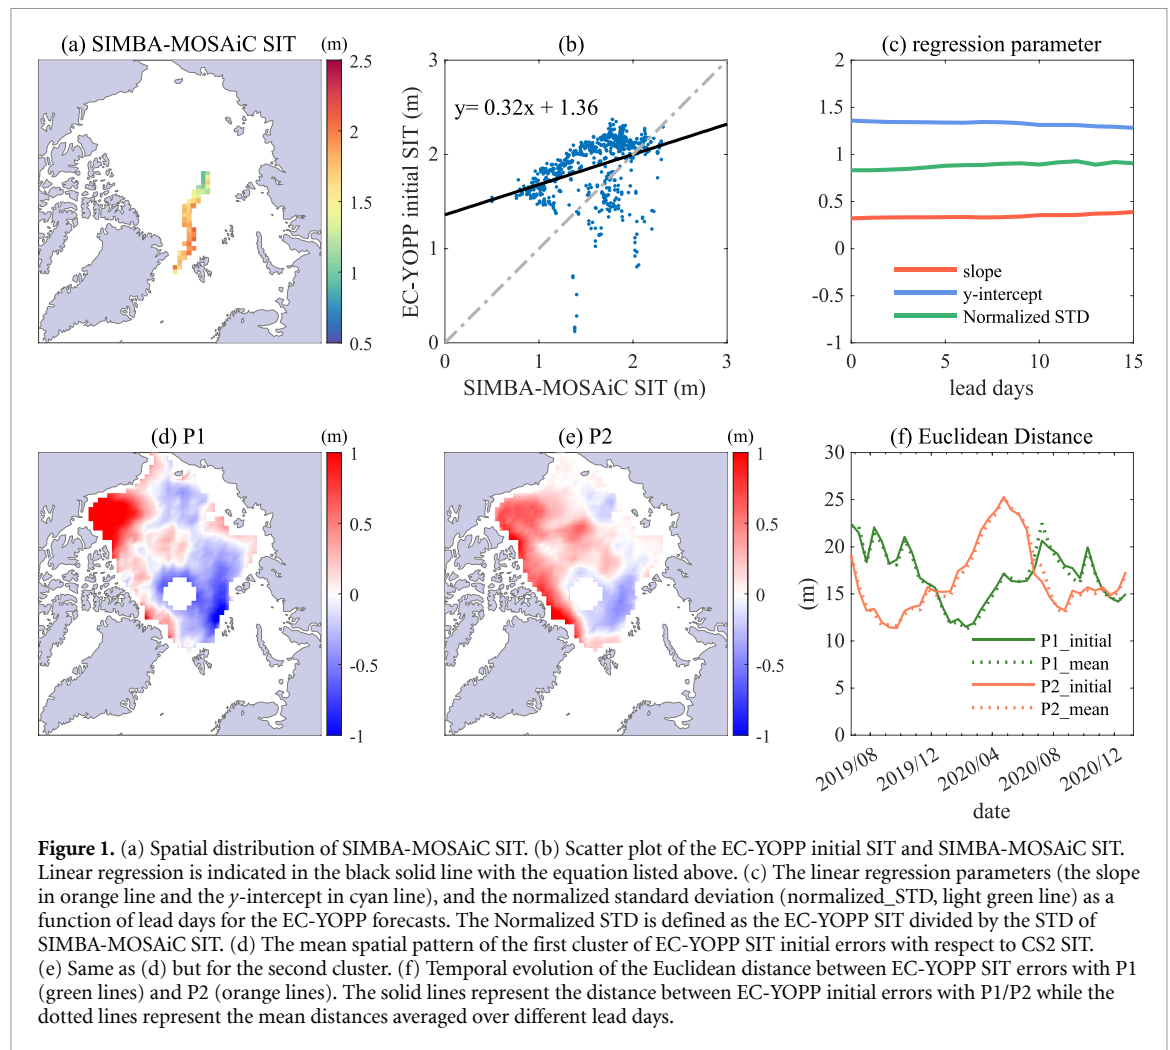 (a) SIMBA-MOSAiC SIT
(m)
2.5
2
1.5
1
0.5
(b)
EC-YOPP initial SIT (m)
3
2
1
0
y= 0.32x + 1.36
0
1
2
3
SIMBA-MOSAiC SIT (m)
(c) regression parameter
2
1.5
1
0.5
0
-0.5
-1
slope
y-intercept
Normalized STD
0
5
10
15
lead days
(d) P1
(m)
1
0.5
0
-0.5
-1
(e) P2
(m)
1
0.5
0
-0.5
-1
(f) Euclidean Distance
(m)
30
25
20
15
10
5
0
P1_initial
P1_mean
P2_initial
P2_mean
2019/08
2019/12
2020/04
2020/08
2020/12
date
Figure 1. (a) Spatial distribution of SIMBA-MOSAiC SIT. (b) Scatter plot of the EC-YOPP initial SIT and SIMBA-MOSAiC SIT.
Linear regression is indicated in the black solid line with the equation listed above. (c) The linear regression parameters (the slope
in orange line and the y-intercept in cyan line), and the normalized standard deviation (normalized_STD, light green line) as a
function of lead days for the EC-YOPP forecasts. The Normalized STD is defined as the EC-YOPP SIT divided by the STD of
SIMBA-MOSAiC SIT. (d) The mean spatial pattern of the first cluster of EC-YOPP SIT initial errors with respect to CS2 SIT.
(e) Same as (d) but for the second cluster. (f) Temporal evolution of the Euclidean distance between EC-YOPP SIT errors with P1
(green lines) and P2 (orange lines). The solid lines represent the distance between EC-YOPP initial errors with P1/P2 while the
dotted lines represent the mean distances averaged over different lead days.